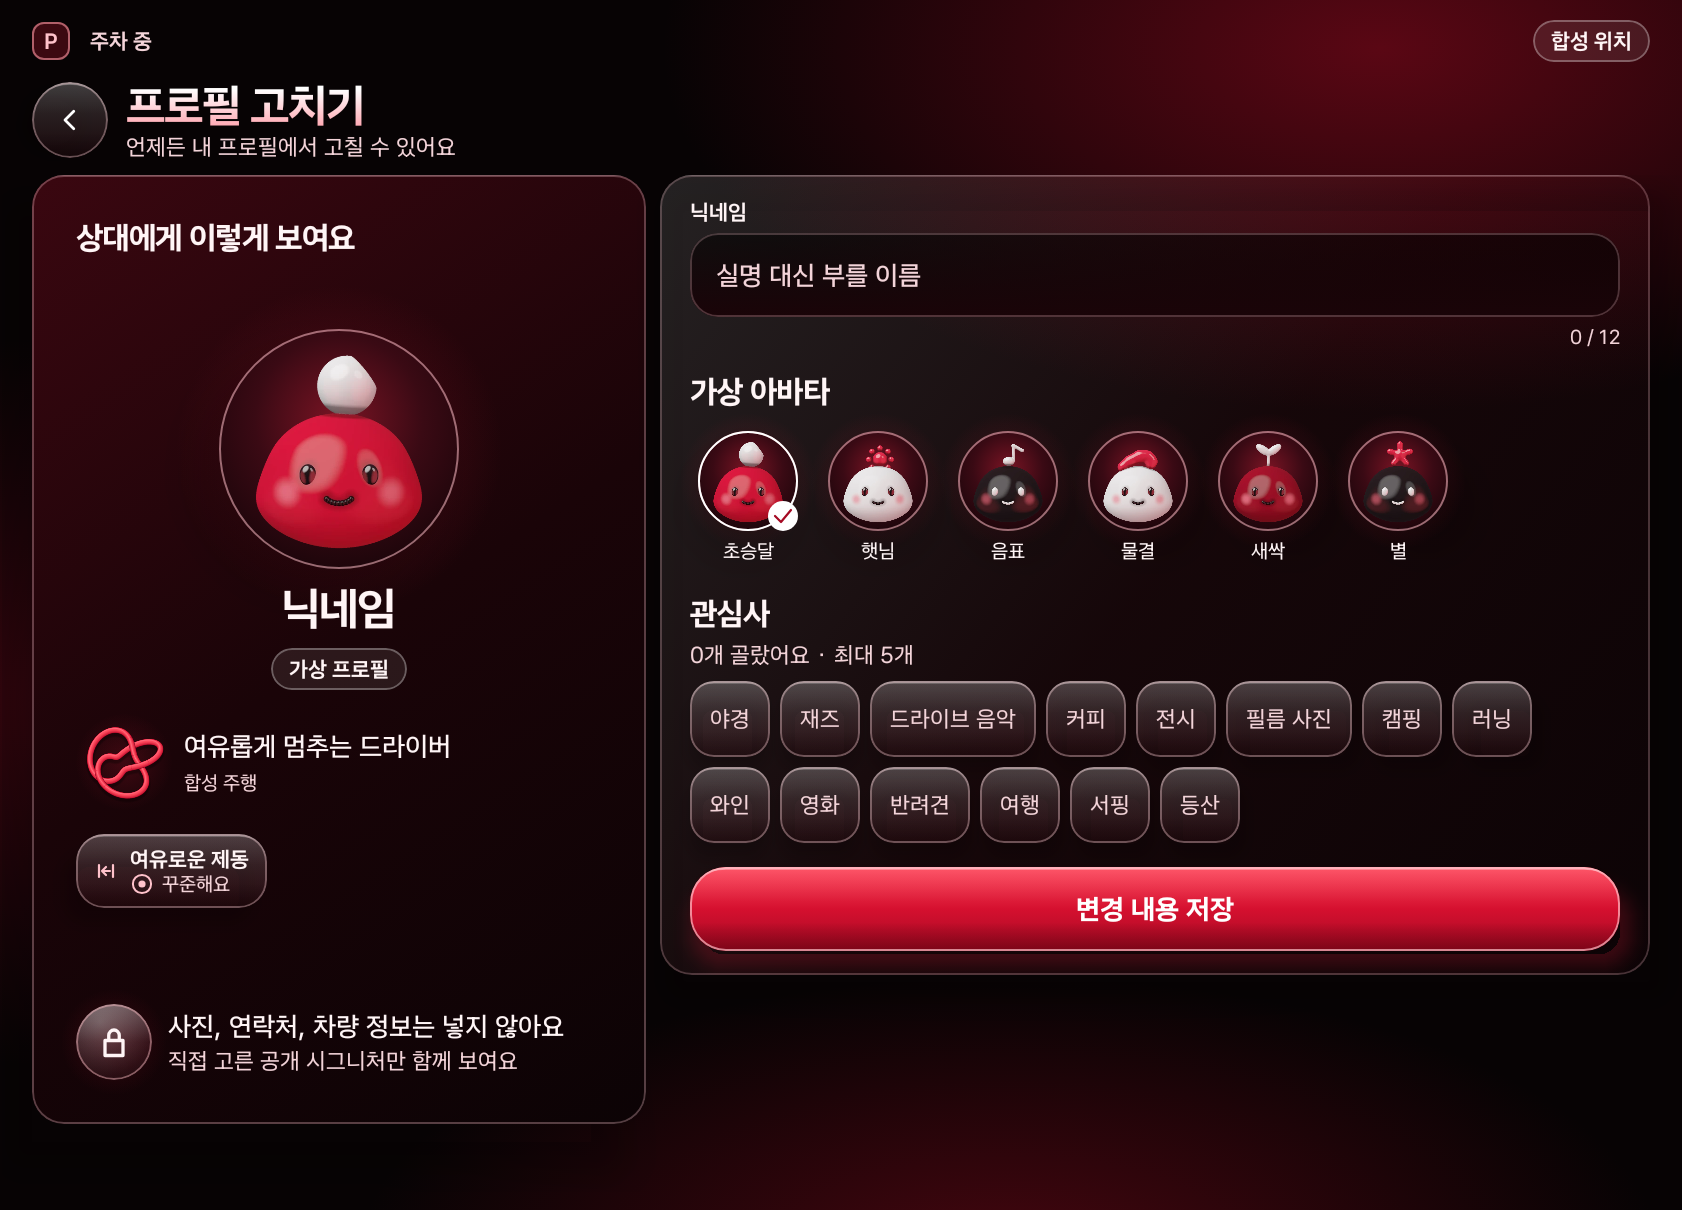 P 주차 중
합성 위치
프로필 고치기
언제든 내 프로필에서 고칠 수 있어요
상대에게 이렇게 보여요
닉네임
가상 프로필
여유롭게 멈추는 드라이버
합성 주행
여유로운 제동
꾸준해요
사진, 연락처, 차량 정보는 넣지 않아요
직접 고른 공개 시그니처만 함께 보여요
닉네임
실명 대신 부를 이름
0 / 12
가상 아바타
초승달 햇님 음표 물결 새싹 별
관심사
0개 골랐어요 · 최대 5개
야경 재즈 드라이브 음악 커피 전시 필름 사진 캠핑 러닝
와인 영화 반려견 여행 서핑 등산
변경 내용 저장